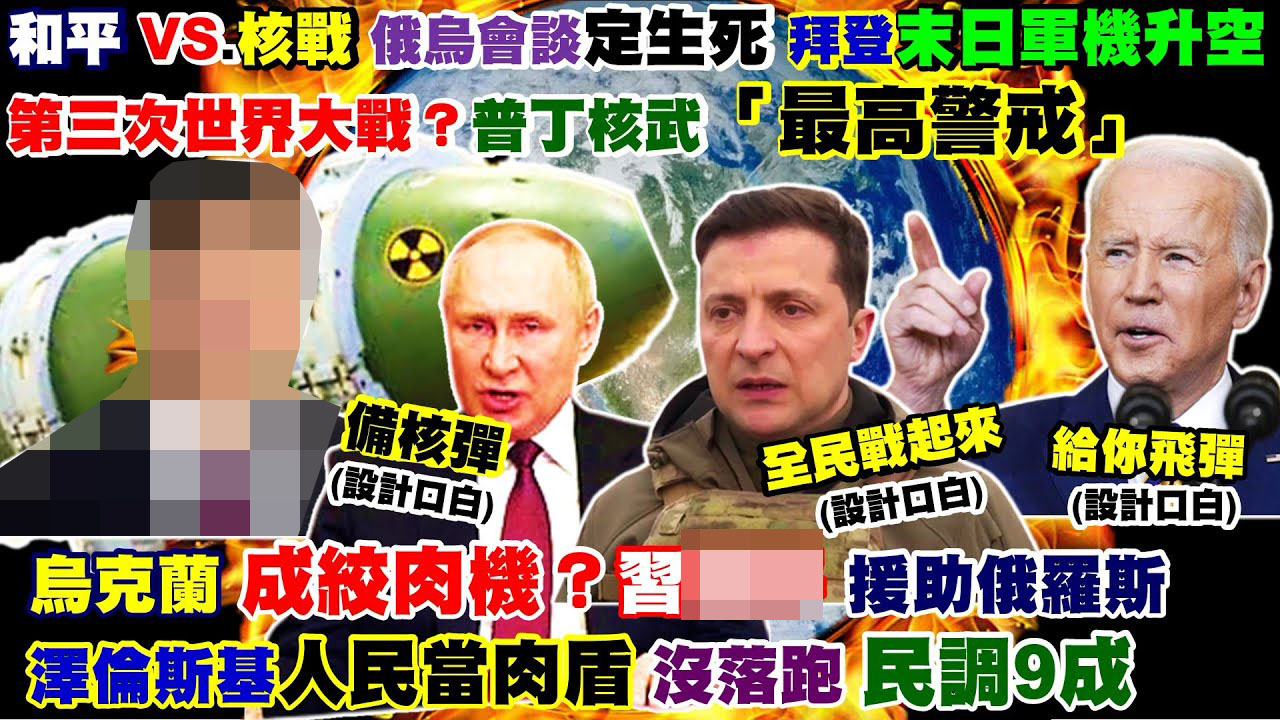 和平 VS.核戰 俄烏會談定生死 拜登末日軍機升空
第三次世界大戰？普丁核武「最高警戒」
備核彈
(設計口白)
全民戰起來
(設計口白)
給你飛彈
(設計口白)
烏克蘭 成絞肉機？習 援助俄羅斯
澤倫斯基人民當肉盾 沒落跑 民調9成